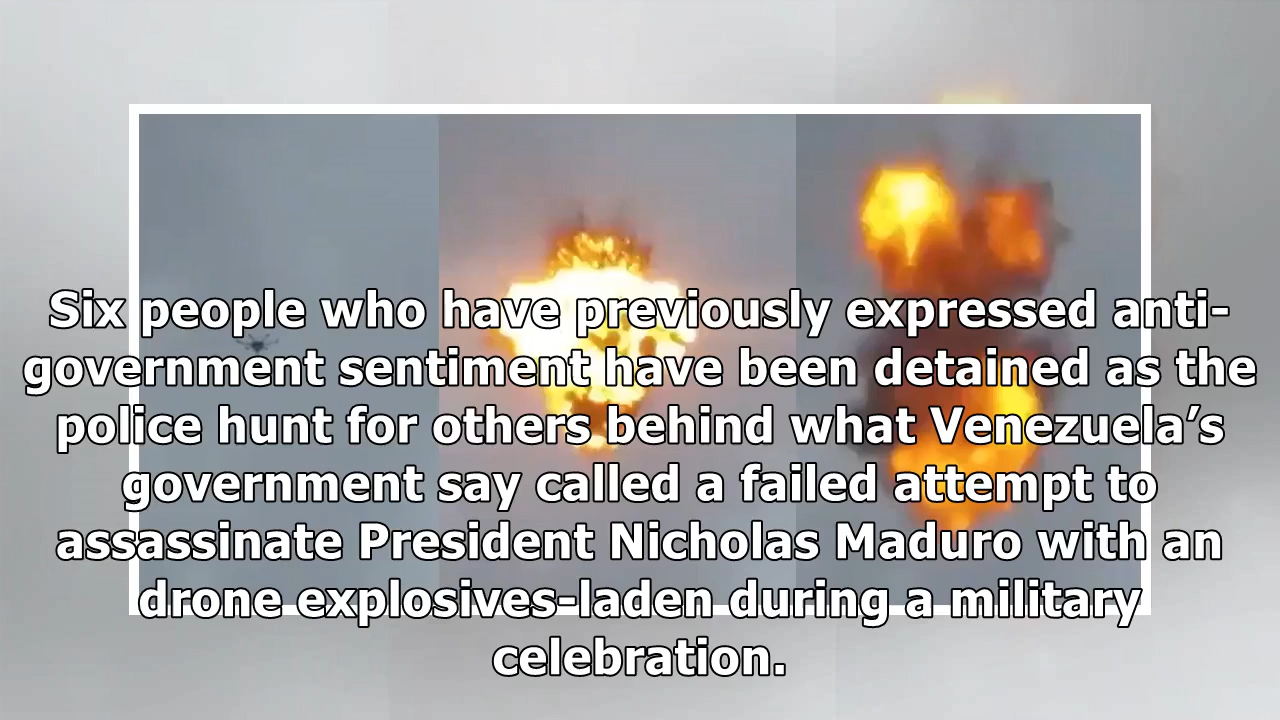 Six people who have previously expressed anti-
government sentiment have been detained as the
police hunt for others behind what Venezuela’s
government say called a failed attempt to
assassinate President Nicholas Maduro with an
drone explosives-laden during a military
celebration.